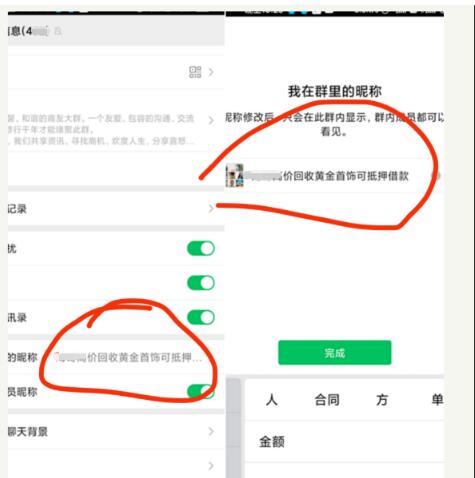 息(4
爱，和谐的商友大群。一个友爱，包容的沟通，交流
修行千年才能缘聚此群。
，我们共享资讯，寻找商机，欢度人生，分享喜怒...
记录
扰
讯录
的昵称
价回收黄金首饰可抵押...
员昵称
聊天背景
我在群里的昵称
昵称修改后，只会在此群内显示，群内成员都可以
看见。
价回收黄金首饰可抵押借款
完成
人 合同 方 单
金额